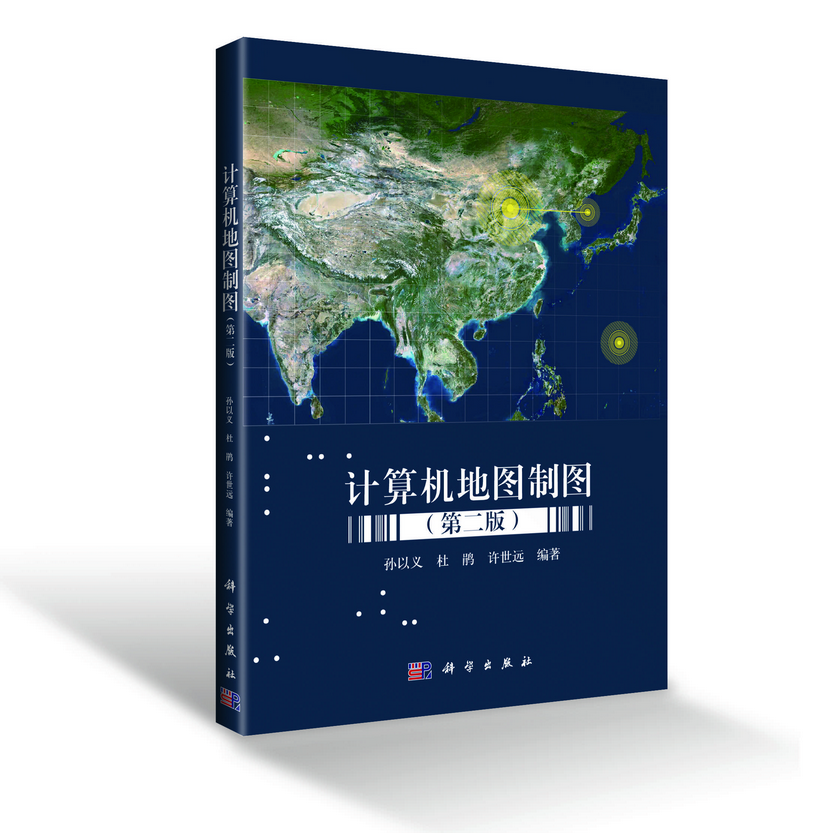 计算机地图制图
（第二版）
孙以义 杜 鹃 许世远 编著
科学出版社
计算机地图制图（第二版）
孙以义 杜 鹃 许世远 编著
科学出版社